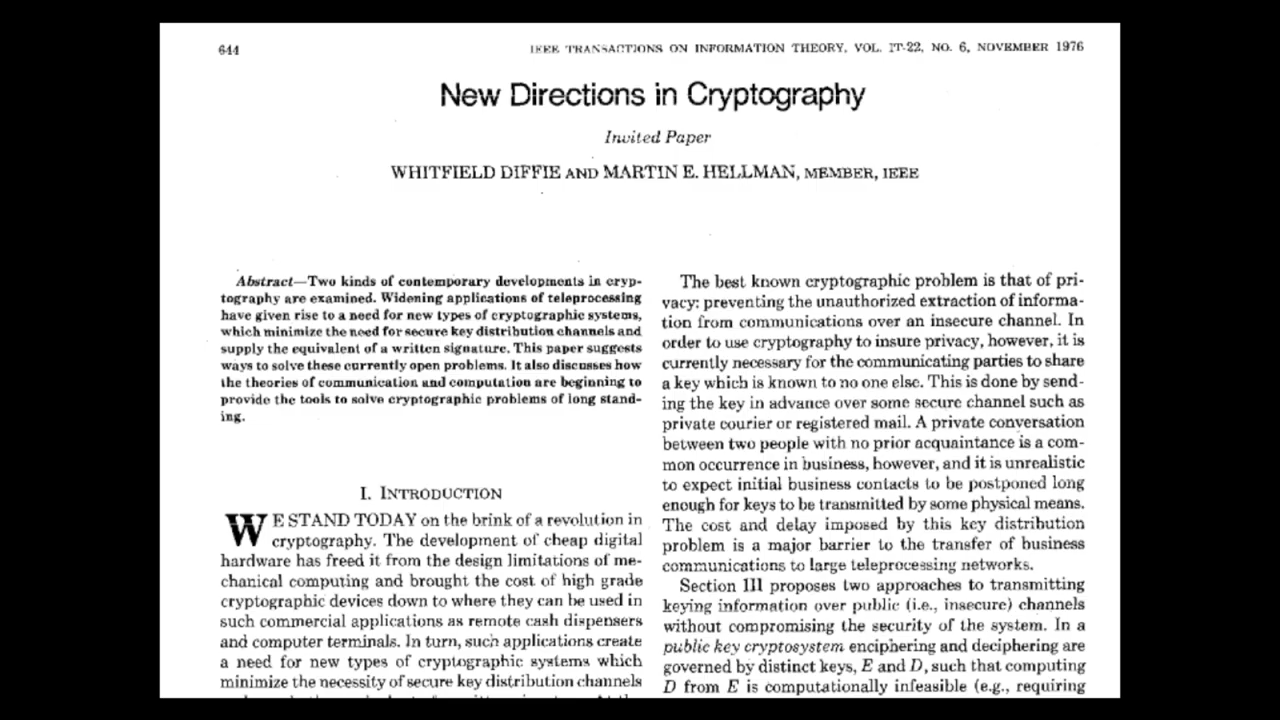 644
IEEE TRANSACTIONS ON INFORMATION THEORY, VOL. IT-22, NO. 6, NOVEMBER 1976
New Directions in Cryptography
Invited Paper
WHITFIELD DIFFIE AND MARTIN E. HELLMAN, MEMBER, IEEE
Abstract—Two kinds of contemporary developments in cryp-
tography are examined. Widening applications of teleprocessing
have given rise to a need for new types of cryptographic systems,
which minimize the need for secure key distribution channels and
supply the equivalent of a written signature. This paper suggests
ways to solve these currently open problems. It also discusses how
the theories of communication and computation are beginning to
provide the tools to solve cryptographic problems of long stand-
ing.
I. INTRODUCTION
WE STAND TODAY on the brink of a revolution in
cryptography. The development of cheap digital
hardware has freed it from the design limitations of me-
chanical computing and brought the cost of high grade
cryptographic devices down to where they can be used in
such commercial applications as remote cash dispensers
and computer terminals. In turn, such applications create
a need for new types of cryptographic systems which
minimize the necessity of secure key distribution channels
The best known cryptographic problem is that of pri-
vacy: preventing the unauthorized extraction of informa-
tion from communications over an insecure channel. In
order to use cryptography to insure privacy, however, it is
currently necessary for the communicating parties to share
a key which is known to no one else. This is done by send-
ing the key in advance over some secure channel such as
private courier or registered mail. A private conversation
between two people with no prior acquaintance is a com-
mon occurrence in business, however, and it is unrealistic
to expect initial business contacts to be postponed long
enough for keys to be transmitted by some physical means.
The cost and delay imposed by this key distribution
problem is a major barrier to the transfer of business
communications to large teleprocessing networks.
Section III proposes two approaches to transmitting
keying information over public (i.e., insecure) channels
without compromising the security of the system. In a
public key cryptosystem enciphering and deciphering are
governed by distinct keys, E and D, such that computing
D from E is computationally infeasible (e.g., requiring